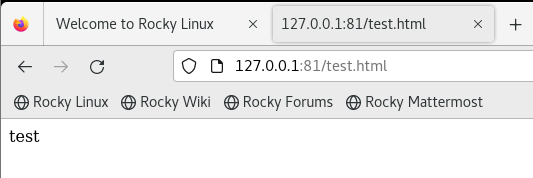 Welcome to Rocky Linux 127.0.0.1:81/test.html
127.0.0.1:81/test.html
Rocky Linux Rocky Wiki Rocky Forums Rocky Mattermost
test